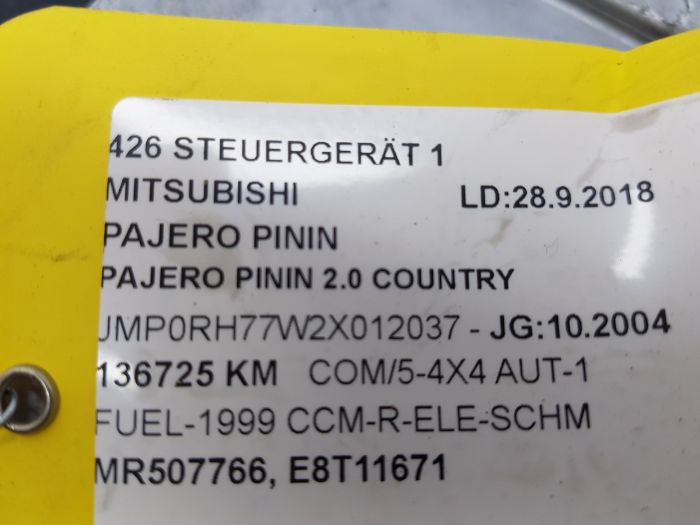 426 STEUERGERÄT 1
MITSUBISHI LD:28.9.2018
PAJERO PININ
PAJERO PININ 2.0 COUNTRY
JMP0RH77W2X012037 - JG:10.2004
136725 KM COM/5-4X4 AUT-1
FUEL-1999 CCM-R-ELE-SCHM
MR507766, E8T11671